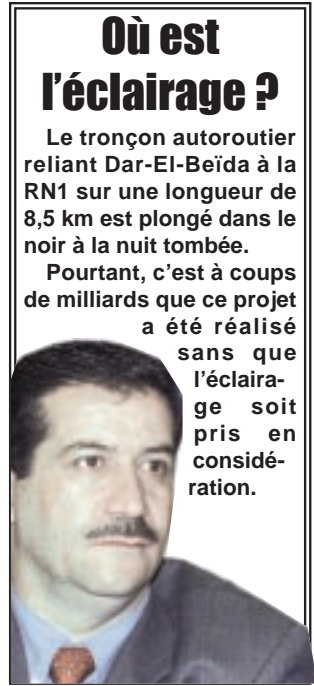 Où est
l'éclairage ?
Le tronçon autoroutier
reliant Dar-El-Beïda à la
RN1 sur une longueur de
8,5 km est plongé dans le
noir à la nuit tombée.
Pourtant, c'est à coups
de milliards que ce projet
a été réalisé
sans que
l'éclaira-
ge soit
pris en
considé-
ration.